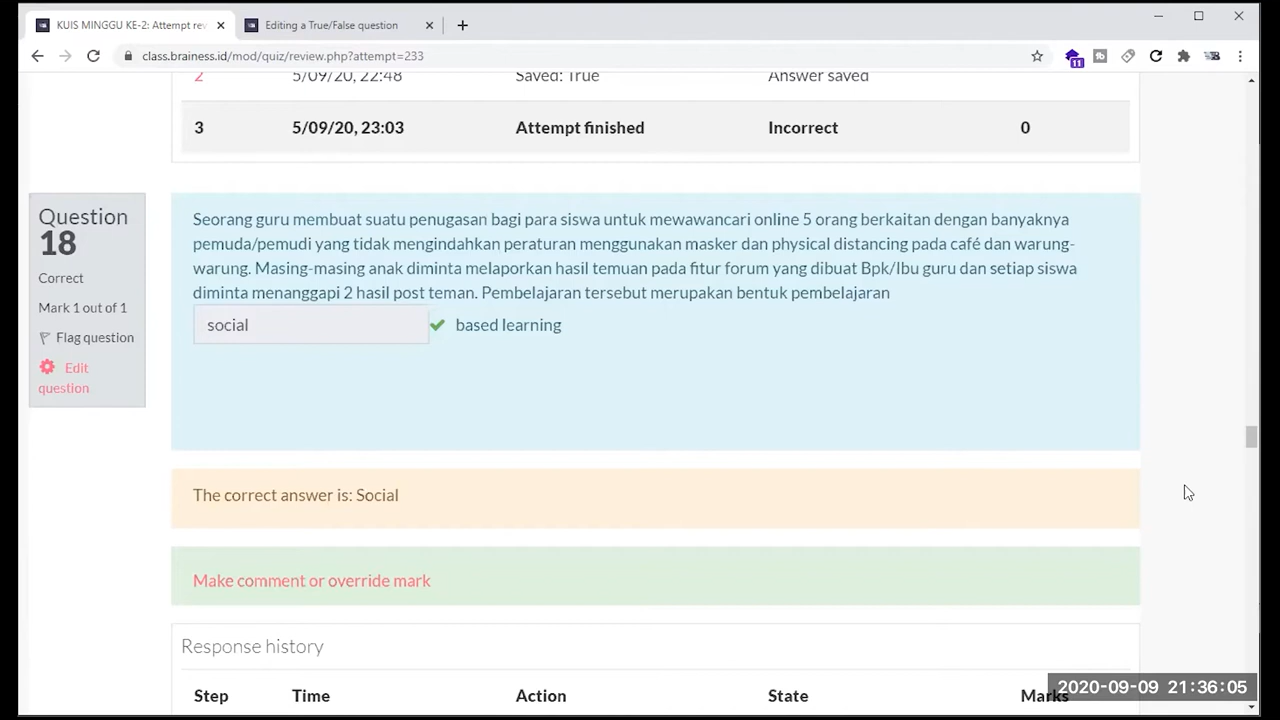 KUIS MINGGU KE-2: Attempt rev
Editing a True/False question
class.brainess.id/mod/quiz/review.php?attempt=233
11
2 5/09/20, 22:48 Saved: True Answer saved
3 5/09/20, 23:03 Attempt finished Incorrect 0
Question
18
Correct
Mark 1 out of 1
Flag question
Edit
question
Seorang guru membuat suatu penugasan bagi para siswa untuk mewawancari online 5 orang berkaitan dengan banyaknya
pemuda/pemudi yang tidak mengindahkan peraturan menggunakan masker dan physical distancing pada café dan warung-
warung. Masing-masing anak diminta melaporkan hasil temuan pada fitur forum yang dibuat Bpk/Ibu guru dan setiap siswa
diminta menanggapi 2 hasil post teman. Pembelajaran tersebut merupakan bentuk pembelajaran
social based learning
The correct answer is: Social
Make comment or override mark
Response history
Step Time Action State Marks
2020-09-09 21:36:05